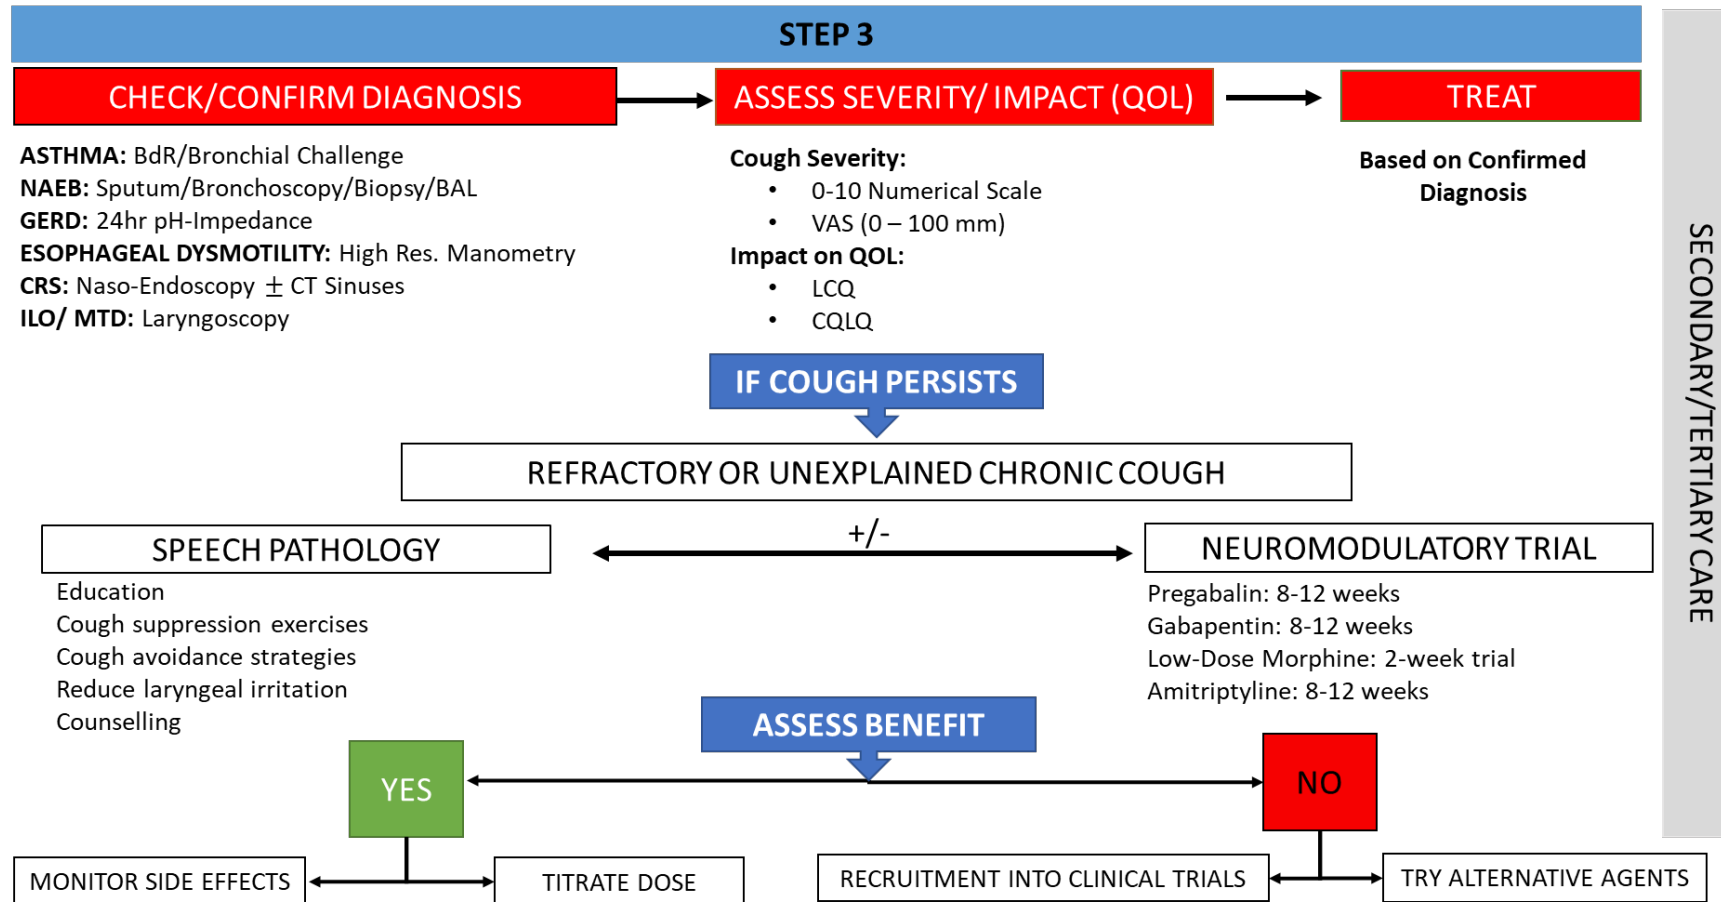 STEP 3
CHECK/CONFIRM DIAGNOSIS
ASSESS SEVERITY/ IMPACT (QOL)
TREAT
ASTHMA: BdR/Bronchial Challenge
NAEB: Sputum/Bronchoscopy/Biopsy/BAL
GERD: 24hr pH-Impedance
ESOPHAGEAL DYSMOTILITY: High Res. Manometry
CRS: Naso-Endoscopy ± CT Sinuses
ILO/ MTD: Laryngoscopy
Cough Severity:
• 0-10 Numerical Scale
• VAS (0 – 100 mm)
Impact on QOL:
• LCQ
• CQLQ
Based on Confirmed
Diagnosis
SECONDARY/TERTIARY CARE
IF COUGH PERSISTS
REFRACTORY OR UNEXPLAINED CHRONIC COUGH
+/-
SPEECH PATHOLOGY
Education
Cough suppression exercises
Cough avoidance strategies
Reduce laryngeal irritation
Counselling
NEUROMODULATORY TRIAL
Pregabalin: 8-12 weeks
Gabapentin: 8-12 weeks
Low-Dose Morphine: 2-week trial
Amitriptyline: 8-12 weeks
ASSESS BENEFIT
YES
NO
MONITOR SIDE EFFECTS
TITRATE DOSE
RECRUITMENT INTO CLINICAL TRIALS
TRY ALTERNATIVE AGENTS